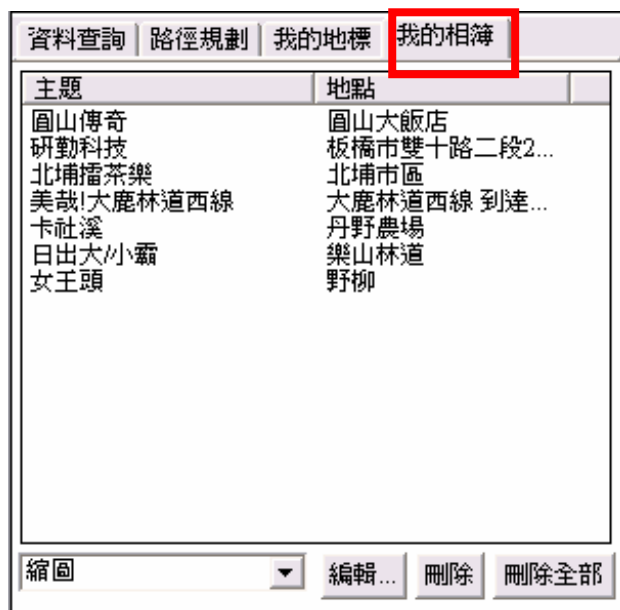 資料查詢 路徑規劃 我的地標 我的相簿
主題 地點
圓山傳奇 圓山大飯店
研勤科技 板橋市雙十路二段2...
北埔擂茶樂 北埔市區
美哉!大鹿林道西線 大鹿林道西線 到達...
卡社溪 丹野農場
日出大/小霸 樂山林道
女王頭 野柳
縮圖 編輯... 刪除 刪除全部